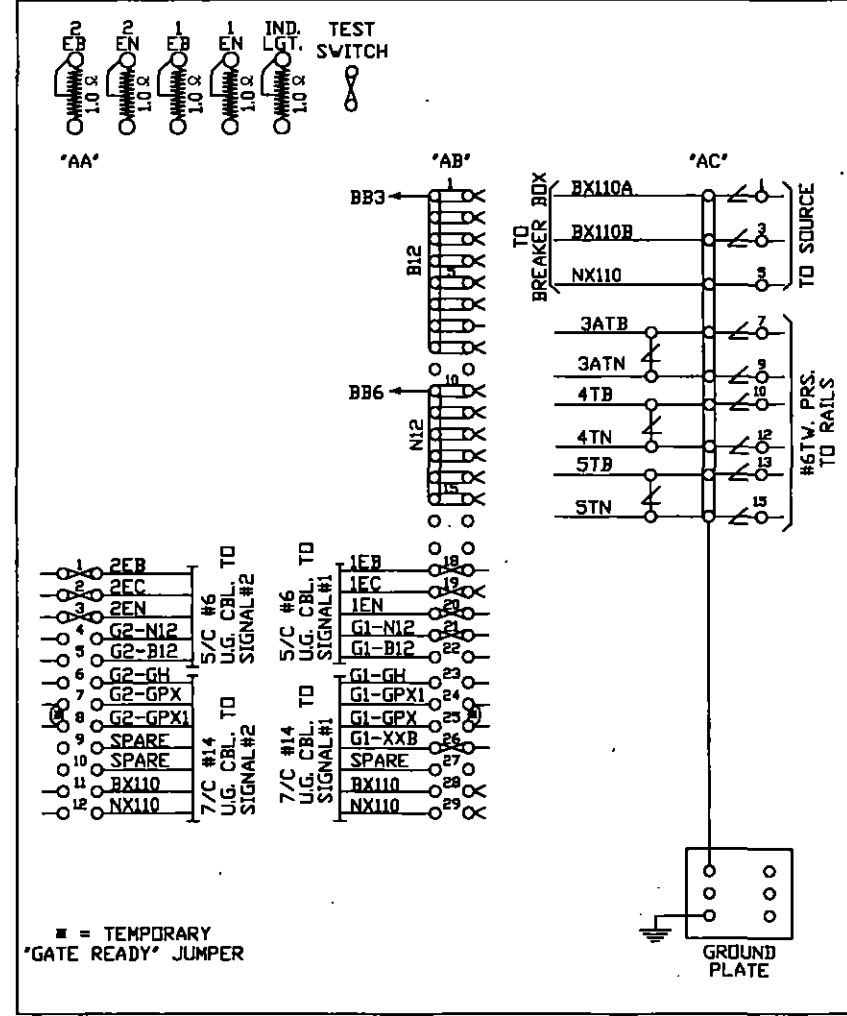 2 EB
2 EN
1 EB
1 EN
IND. LGT.
TEST SWITCH
1.0 Ω
1.0 Ω
1.0 Ω
1.0 Ω
1.0 Ω
"AA"
"AB"
"AC"
BB3
1
B12
5
BB6
10
N12
15
TO BREAKER BOX
BX110A
1
BX110B
3
NX110
5
TO SOURCE
3ATB
7
3ATN
9
4TB
10
4TN
12
5TB
13
5TN
15
#6TW. PRS. TO RAILS
1 2EB
2 2EC
3 2EN
4 G2-N12
5 G2-B12
6 G2-GH
7 G2-GPX
8 G2-GPX1
9 SPARE
10 SPARE
11 BX110
12 NX110
5/C #6
U.G. CBL. TO
SIGNAL#2
7/C #14
U.G. CBL. TO
SIGNAL#2
5/C #6
U.G. CBL. TO
SIGNAL#1
7/C #14
U.G. CBL. TO
SIGNAL#1
1EB 18
1EC 19
1EN 20
G1-N12 21
G1-B12 22
G1-GH 23
G1-GPX1 24
G1-GPX 25
G1-XXB 26
SPARE 27
BX110 28
NX110 29
= TEMPORARY
"GATE READY" JUMPER
GROUND
PLATE